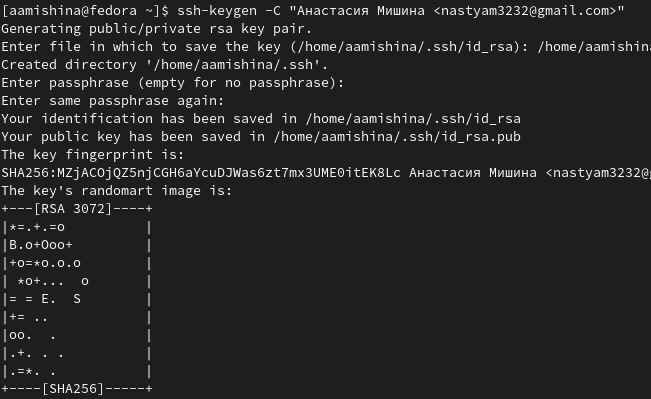 [aamishina@fedora ~]$ ssh-keygen -C "Анастасия Мишина <nastyam3232@gmail.com>"
Generating public/private rsa key pair.
Enter file in which to save the key (/home/aamishina/.ssh/id_rsa): /home/aamishin
Created directory '/home/aamishina/.ssh'.
Enter passphrase (empty for no passphrase):
Enter same passphrase again:
Your identification has been saved in /home/aamishina/.ssh/id_rsa
Your public key has been saved in /home/aamishina/.ssh/id_rsa.pub
The key fingerprint is:
SHA256:MZjACOjQZ5njCGH6aYcuDJWas6zt7mx3UME0itEK8Lc Анастасия Мишина <nastyam3232@
The key's randomart image is:
+---[RSA 3072]----+
|*=.+.=o          |
|B.o+Ooo+         |
|+o=*o.o.o        |
| *o+...  o       |
|= = E.  S        |
|+= ..            |
|oo.  .           |
|.+. . .          |
|.=*. .           |
+----[SHA256]-----+